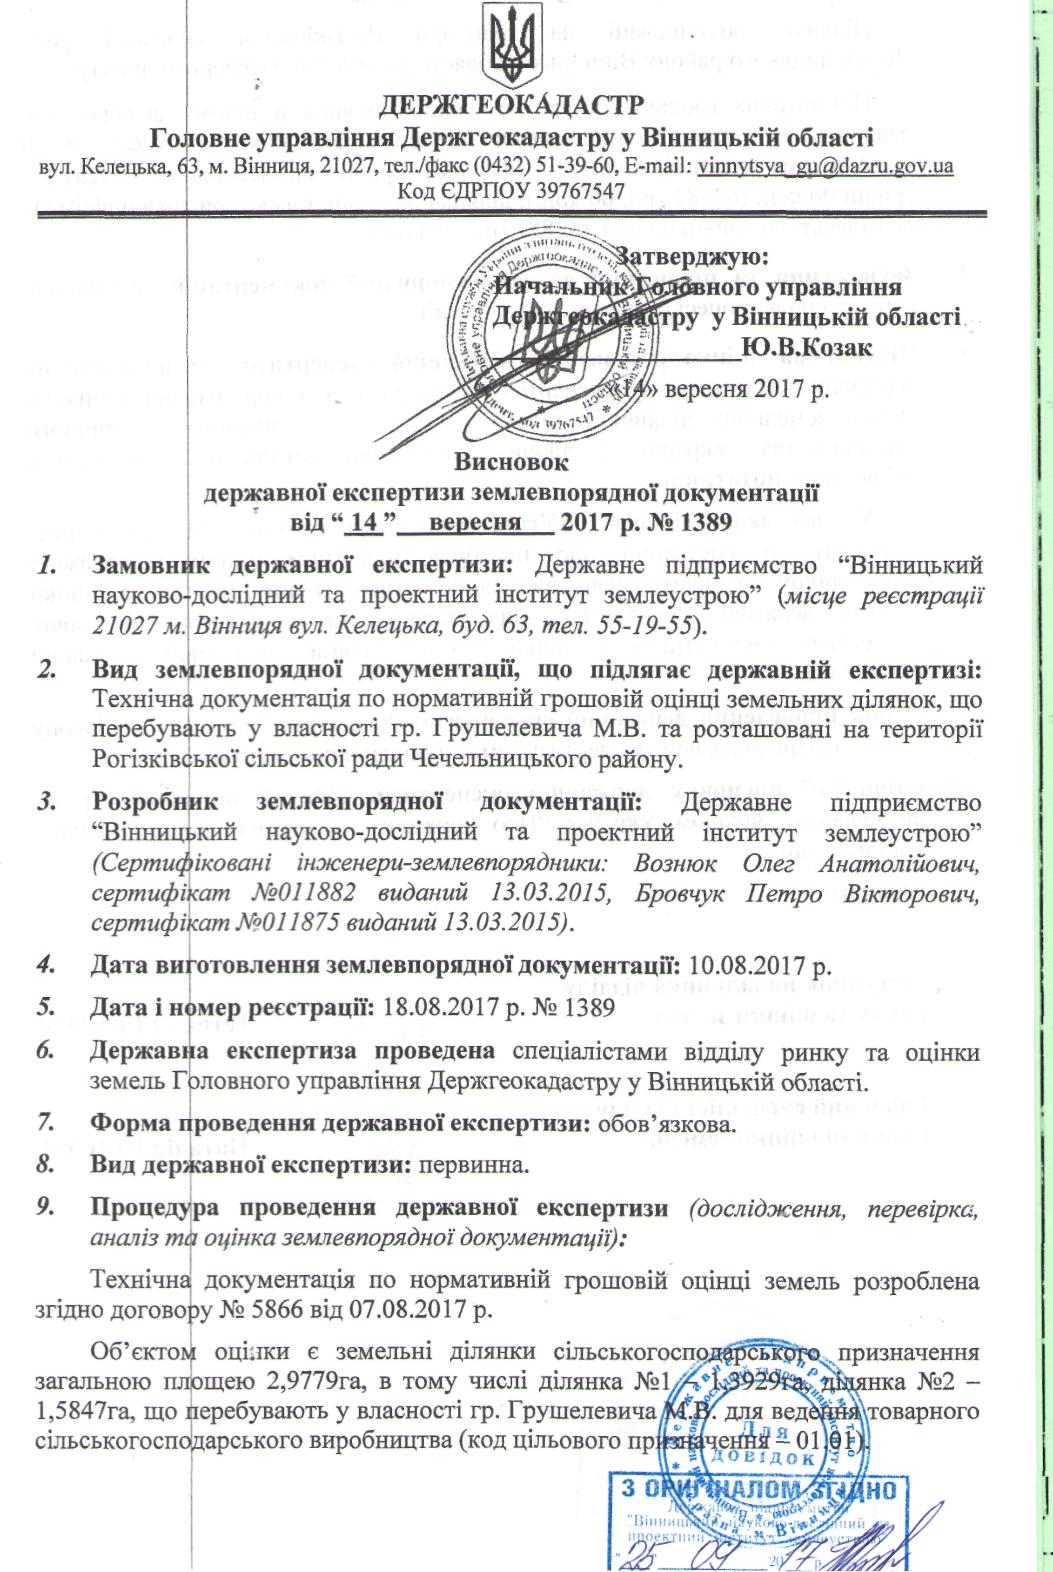 ДЕРЖГЕОКАДАСТР
Головне управління Держгеокадастру у Вінницькій області
вул. Келецька, 63, м. Вінниця, 21027, тел./факс (0432) 51-39-60, E-mail: vinnytsya_gu@dazru.gov.ua
Код ЄДРПОУ 39767547
Затверджую:
Начальник Головного управління
Держгеокадастру у Вінницькій області
Ю.В.Козак
«14» вересня 2017 р.
Висновок
державної експертизи землевпорядної документації
від “ 14 ” вересня 2017 р. № 1389
1. Замовник державної експертизи: Державне підприємство “Вінницький
науково-дослідний та проектний інститут землеустрою” (місце реєстрації
21027 м. Вінниця вул. Келецька, буд. 63, тел. 55-19-55).
2. Вид землевпорядної документації, що підлягає державній експертизі:
Технічна документація по нормативній грошовій оцінці земельних ділянок, що
перебувають у власності гр. Грушелевича М.В. та розташовані на території
Рогізківської сільської ради Чечельницького району.
3. Розробник землевпорядної документації: Державне підприємство
“Вінницький науково-дослідний та проектний інститут землеустрою”
(Сертифіковані інженери-землевпорядники: Вознюк Олег Анатолійович,
сертифікат №011882 виданий 13.03.2015, Бровчук Петро Вікторович,
сертифікат №011875 виданий 13.03.2015).
4. Дата виготовлення землевпорядної документації: 10.08.2017 р.
5. Дата і номер реєстрації: 18.08.2017 р. № 1389
6. Державна експертиза проведена спеціалістами відділу ринку та оцінки
земель Головного управління Держгеокадастру у Вінницькій області.
7. Форма проведення державної експертизи: обов’язкова.
8. Вид державної експертизи: первинна.
9. Процедура проведення державної експертизи (дослідження, перевірка,
аналіз та оцінка землевпорядної документації):
Технічна документація по нормативній грошовій оцінці земель розроблена
згідно договору № 5866 від 07.08.2017 р.
Об’єктом оцінки є земельні ділянки сільськогосподарського призначення
загальною площею 2,9779га, в тому числі ділянка №1 – 1,3929га, ділянка №2 –
1,5847га, що перебувають у власності гр. Грушелевича М.В. для ведення товарного
сільськогосподарського виробництва (код цільового призначення – 01.01).
Для
довідок
З ОРИГІНАЛОМ ЗГІДНО
Державне підприємство
"Вінницький науково-дослідний та
проектний інститут землеустрою"
"25" 09 2017 р.